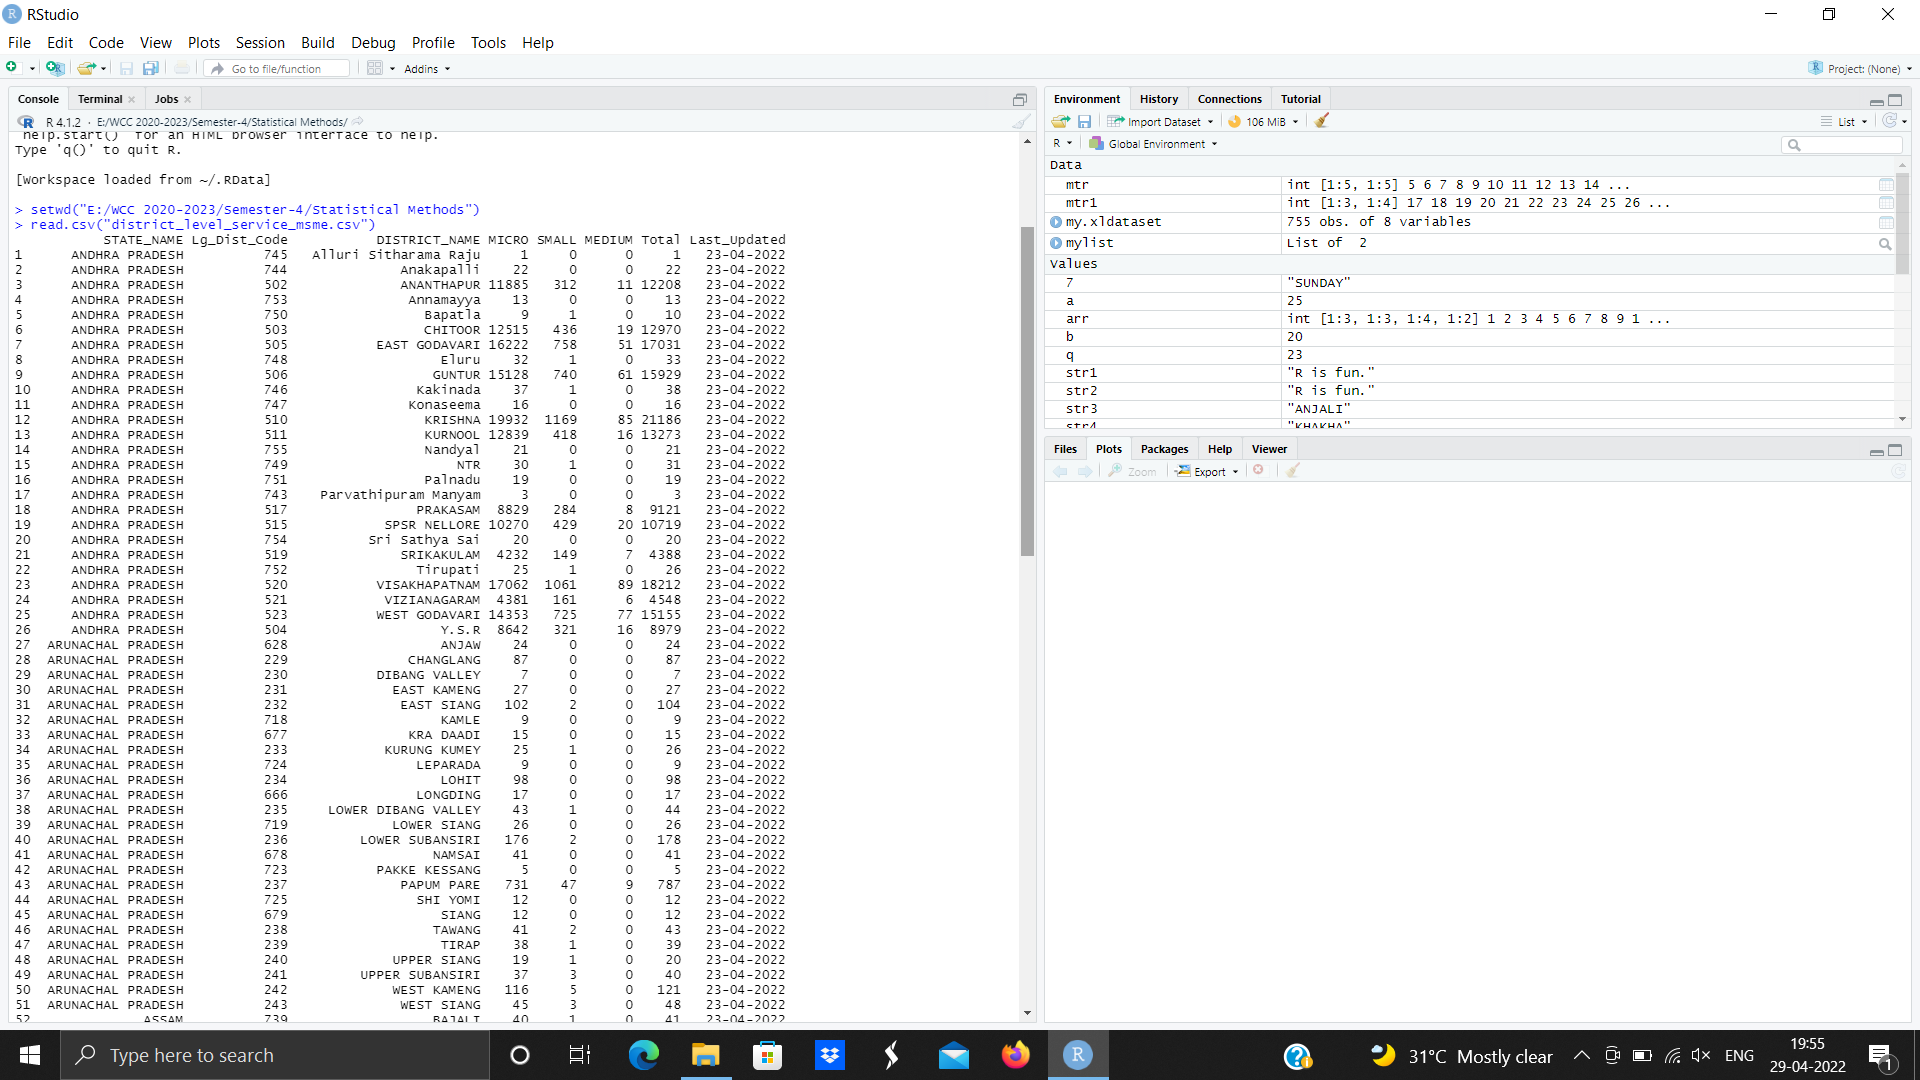 RStudio
File Edit Code View Plots Session Build Debug Profile Tools Help
Go to file/function Addins Project: (None)
Console Terminal Jobs
R 4.1.2 · E:/WCC 2020-2023/Semester-4/Statistical Methods/
'help.start()' for an HTML browser interface to help.
Type 'q()' to quit R.
[Workspace loaded from ~/.RData]
> setwd("E:/WCC 2020-2023/Semester-4/Statistical Methods")
> read.csv("district_level_service_msme.csv")
STATE_NAME Lg_Dist_Code DISTRICT_NAME MICRO SMALL MEDIUM Total Last_Updated
1 ANDHRA PRADESH 745 Alluri Sitharama Raju 1 0 0 1 23-04-2022
2 ANDHRA PRADESH 744 Anakapalli 22 0 0 22 23-04-2022
3 ANDHRA PRADESH 502 ANANTHAPUR 11885 312 11 12208 23-04-2022
4 ANDHRA PRADESH 753 Annamayya 13 0 0 13 23-04-2022
5 ANDHRA PRADESH 750 Bapatla 9 1 0 10 23-04-2022
6 ANDHRA PRADESH 503 CHITOOR 12515 436 19 12970 23-04-2022
7 ANDHRA PRADESH 505 EAST GODAVARI 16222 758 51 17031 23-04-2022
8 ANDHRA PRADESH 748 Eluru 32 1 0 33 23-04-2022
9 ANDHRA PRADESH 506 GUNTUR 15128 740 61 15929 23-04-2022
10 ANDHRA PRADESH 746 Kakinada 37 1 0 38 23-04-2022
11 ANDHRA PRADESH 747 Konaseema 16 0 0 16 23-04-2022
12 ANDHRA PRADESH 510 KRISHNA 19932 1169 85 21186 23-04-2022
13 ANDHRA PRADESH 511 KURNOOL 12839 418 16 13273 23-04-2022
14 ANDHRA PRADESH 755 Nandyal 21 0 0 21 23-04-2022
15 ANDHRA PRADESH 749 NTR 30 1 0 31 23-04-2022
16 ANDHRA PRADESH 751 Palnadu 19 0 0 19 23-04-2022
17 ANDHRA PRADESH 743 Parvathipuram Manyam 3 0 0 3 23-04-2022
18 ANDHRA PRADESH 517 PRAKASAM 8829 284 8 9121 23-04-2022
19 ANDHRA PRADESH 515 SPSR NELLORE 10270 429 20 10719 23-04-2022
20 ANDHRA PRADESH 754 Sri Sathya Sai 20 0 0 20 23-04-2022
21 ANDHRA PRADESH 519 SRIKAKULAM 4232 149 7 4388 23-04-2022
22 ANDHRA PRADESH 752 Tirupati 25 1 0 26 23-04-2022
23 ANDHRA PRADESH 520 VISAKHAPATNAM 17062 1061 89 18212 23-04-2022
24 ANDHRA PRADESH 521 VIZIANAGARAM 4381 161 6 4548 23-04-2022
25 ANDHRA PRADESH 523 WEST GODAVARI 14353 725 77 15155 23-04-2022
26 ANDHRA PRADESH 504 Y.S.R 8642 321 16 8979 23-04-2022
27 ARUNACHAL PRADESH 628 ANJAW 24 0 0 24 23-04-2022
28 ARUNACHAL PRADESH 229 CHANGLANG 87 0 0 87 23-04-2022
29 ARUNACHAL PRADESH 230 DIBANG VALLEY 7 0 0 7 23-04-2022
30 ARUNACHAL PRADESH 231 EAST KAMENG 27 0 0 27 23-04-2022
31 ARUNACHAL PRADESH 232 EAST SIANG 102 2 0 104 23-04-2022
32 ARUNACHAL PRADESH 718 KAMLE 9 0 0 9 23-04-2022
33 ARUNACHAL PRADESH 677 KRA DAADI 15 0 0 15 23-04-2022
34 ARUNACHAL PRADESH 233 KURUNG KUMEY 25 1 0 26 23-04-2022
35 ARUNACHAL PRADESH 724 LEPARADA 9 0 0 9 23-04-2022
36 ARUNACHAL PRADESH 234 LOHIT 98 0 0 98 23-04-2022
37 ARUNACHAL PRADESH 666 LONGDING 17 0 0 17 23-04-2022
38 ARUNACHAL PRADESH 235 LOWER DIBANG VALLEY 43 1 0 44 23-04-2022
39 ARUNACHAL PRADESH 719 LOWER SIANG 26 0 0 26 23-04-2022
40 ARUNACHAL PRADESH 236 LOWER SUBANSIRI 176 2 0 178 23-04-2022
41 ARUNACHAL PRADESH 678 NAMSAI 41 0 0 41 23-04-2022
42 ARUNACHAL PRADESH 723 PAKKE KESSANG 5 0 0 5 23-04-2022
43 ARUNACHAL PRADESH 237 PAPUM PARE 731 47 9 787 23-04-2022
44 ARUNACHAL PRADESH 725 SHI YOMI 12 0 0 12 23-04-2022
45 ARUNACHAL PRADESH 679 SIANG 12 0 0 12 23-04-2022
46 ARUNACHAL PRADESH 238 TAWANG 41 2 0 43 23-04-2022
47 ARUNACHAL PRADESH 239 TIRAP 38 1 0 39 23-04-2022
48 ARUNACHAL PRADESH 240 UPPER SIANG 19 1 0 20 23-04-2022
49 ARUNACHAL PRADESH 241 UPPER SUBANSIRI 37 3 0 40 23-04-2022
50 ARUNACHAL PRADESH 242 WEST KAMENG 116 5 0 121 23-04-2022
51 ARUNACHAL PRADESH 243 WEST SIANG 45 3 0 48 23-04-2022
52 ASSAM 739 BAJALI 40 1 0 41 23-04-2022
Environment History Connections Tutorial
Import Dataset 106 MiB List
R Global Environment
Data
mtr int [1:5, 1:5] 5 6 7 8 9 10 11 12 13 14 ...
mtr1 int [1:3, 1:4] 17 18 19 20 21 22 23 24 25 26 ...
my.xldataset 755 obs. of 8 variables
mylist List of 2
Values
7 "SUNDAY"
a 25
arr int [1:3, 1:3, 1:4, 1:2] 1 2 3 4 5 6 7 8 9 1 ...
b 20
q 23
str1 "R is fun."
str2 "R is fun."
str3 "ANJALI"
str4 "KHAKHA"
Files Plots Packages Help Viewer
Zoom Export
Type here to search
31°C Mostly clear
ENG
19:55
29-04-2022
1